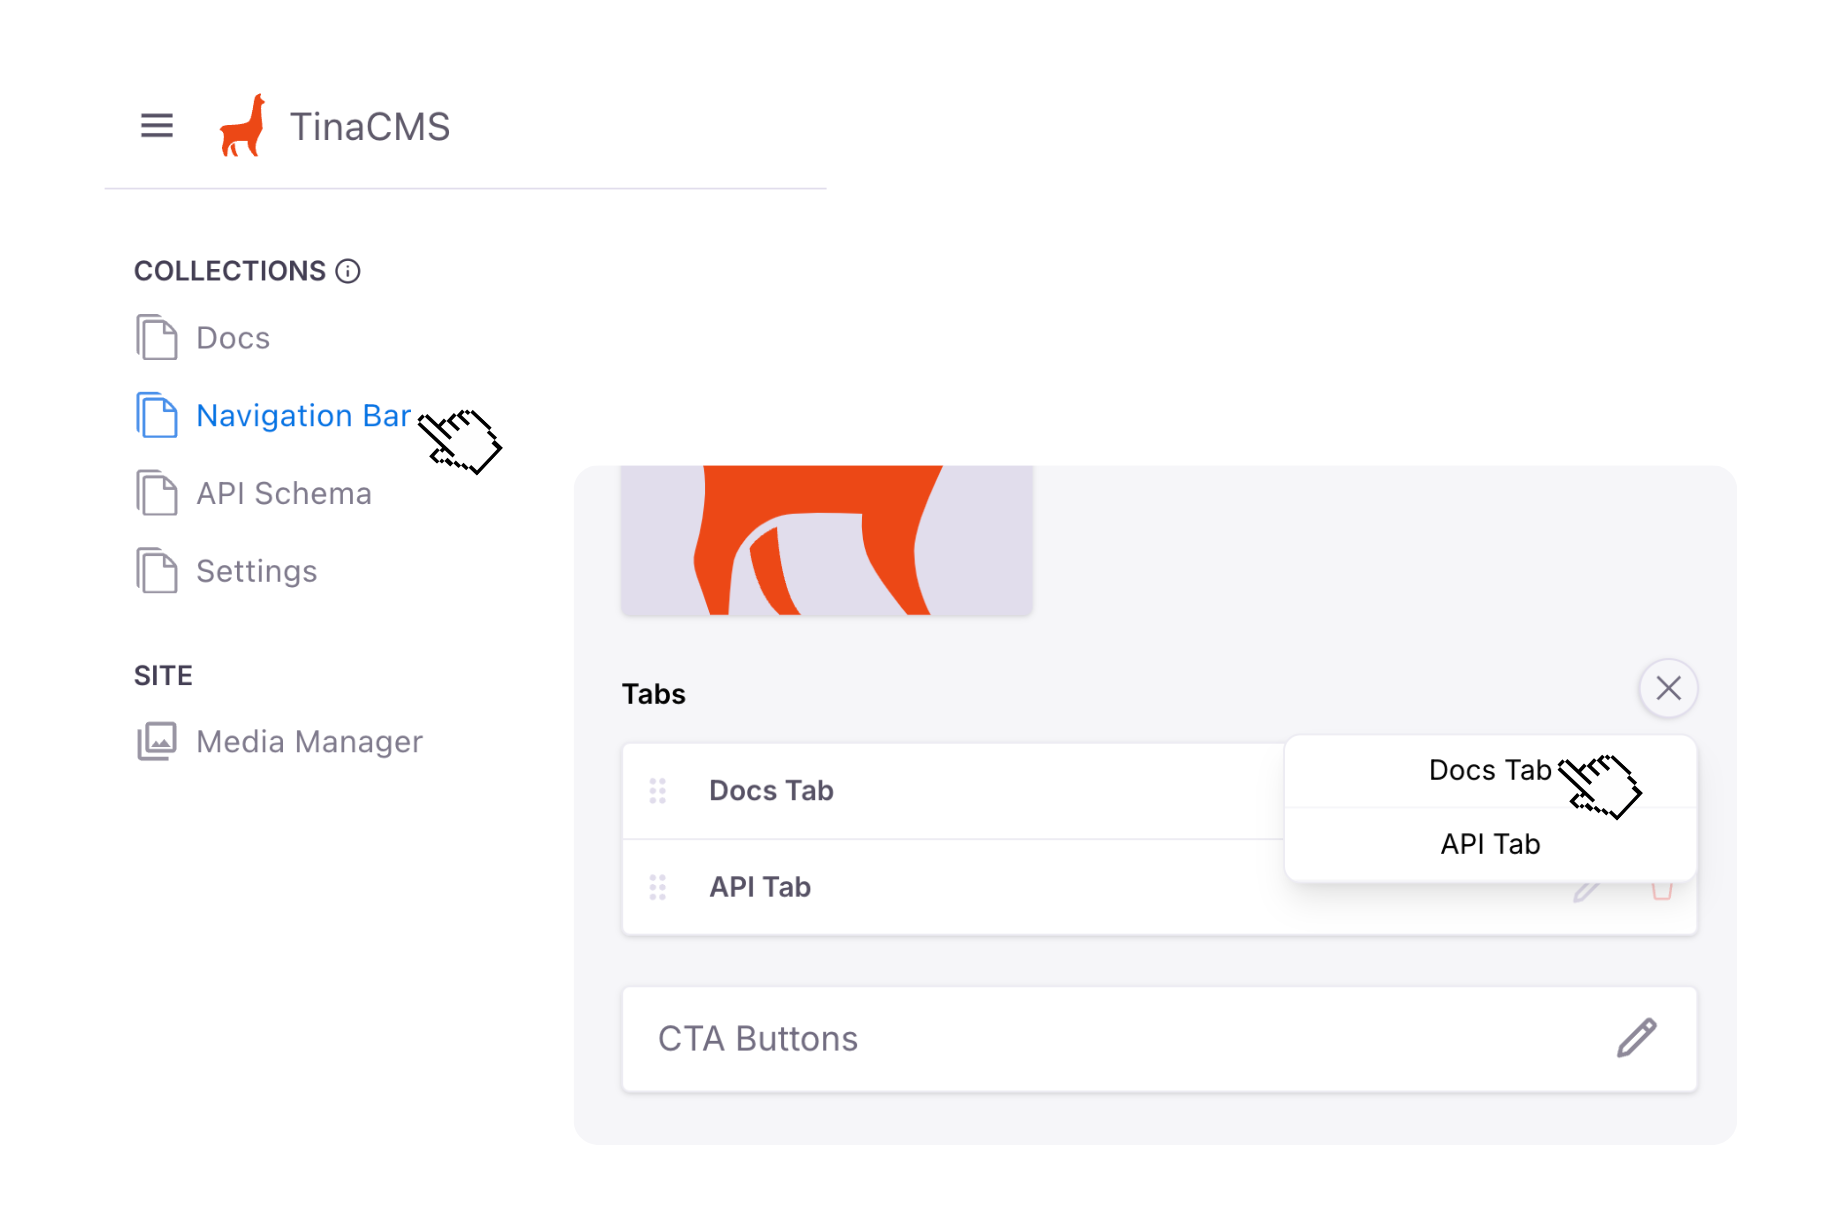 TinaCMS
COLLECTIONS
Docs
Navigation Bar
API Schema
Settings
SITE
Media Manager
Tabs
Docs Tab
API Tab
Docs Tab
API Tab
CTA Buttons